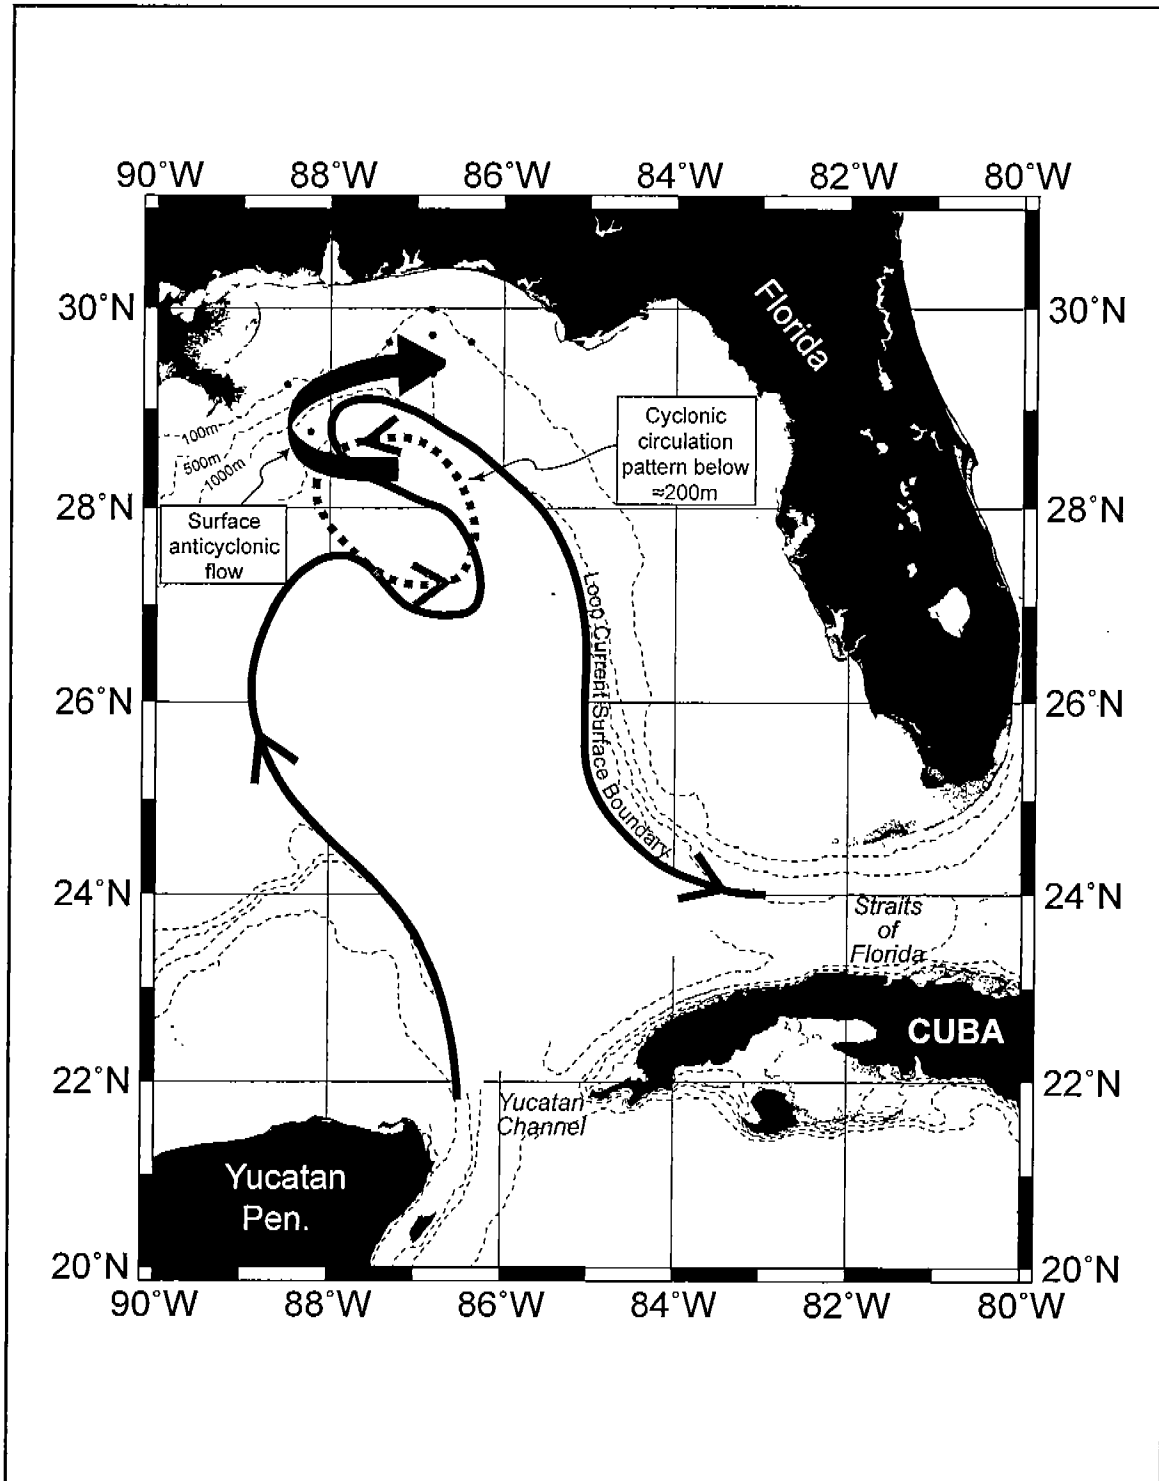 90°W 88°W 86°W 84°W 82°W 80°W
30°N 30°N
Florida
100m
500m
1000m
Cyclonic
circulation
pattern below
≈200m
28°N 28°N
Surface
anticyclonic
flow
Loop Current Surface Boundary
26°N 26°N
24°N 24°N
Straits
of
Florida
CUBA
22°N 22°N
Yucatan
Channel
Yucatan
Pen.
20°N 20°N
90°W 88°W 86°W 84°W 82°W 80°W